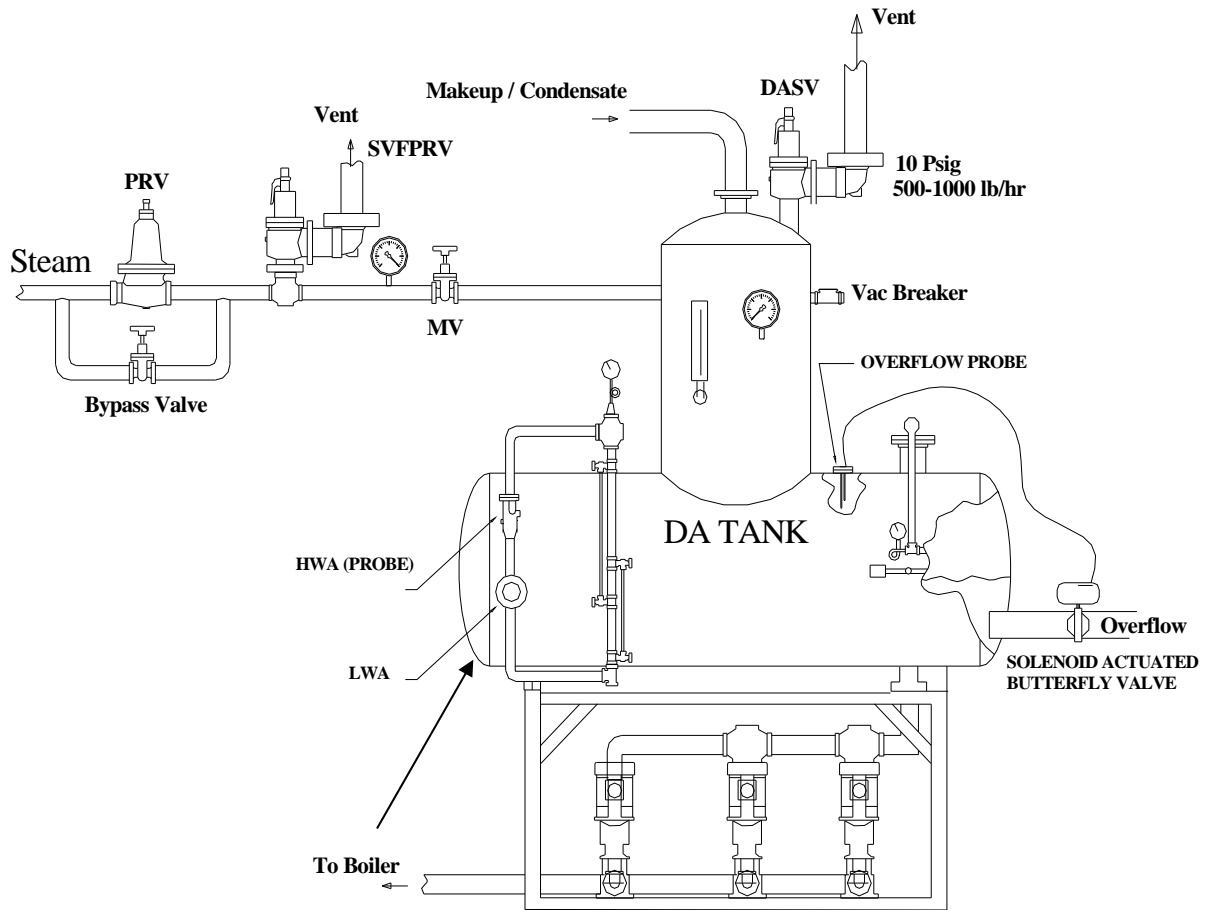 Vent
Makeup / Condensate
DASV
Vent
SVFPRV
10 Psig
500-1000 lb/hr
PRV
Steam
Vac Breaker
MV
OVERFLOW PROBE
Bypass Valve
DA TANK
HWA (PROBE)
Overflow
LWA
SOLENOID ACTUATED
BUTTERFLY VALVE
To Boiler